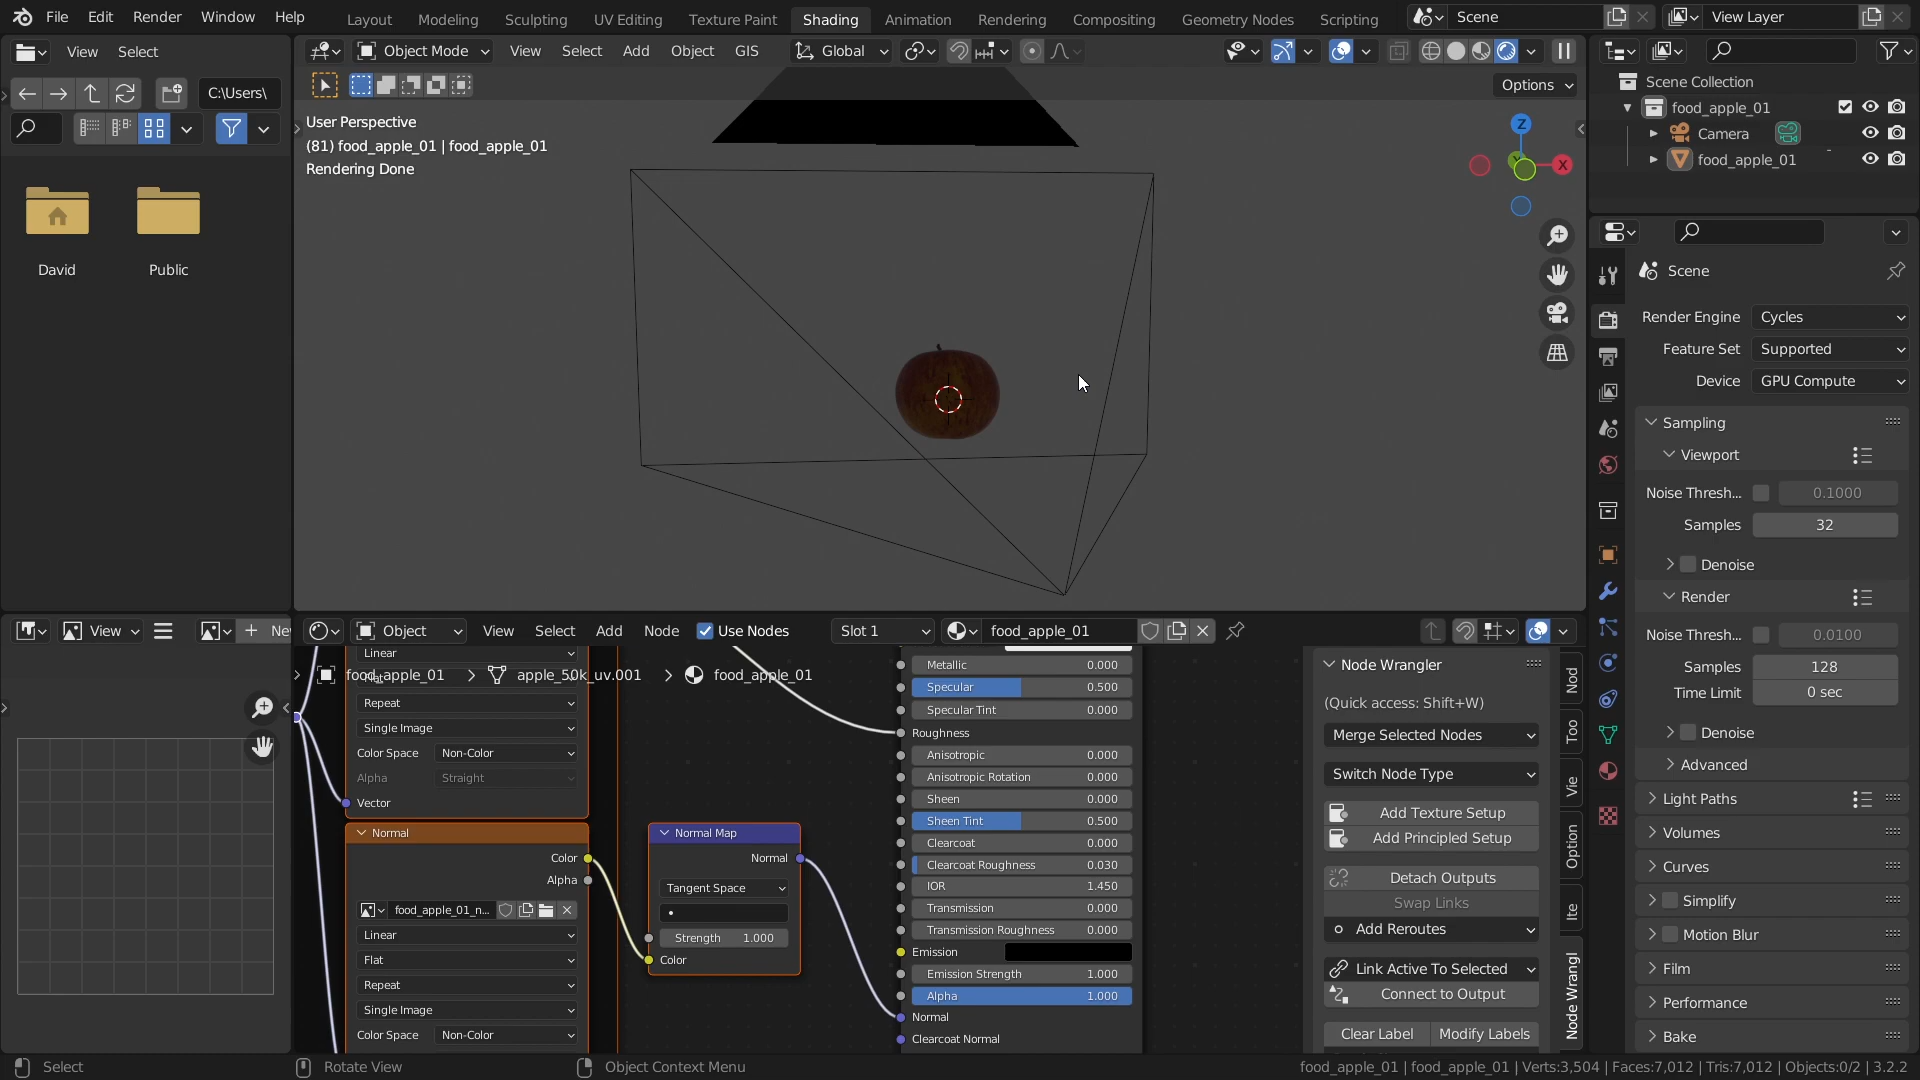 File Edit Render Window Help
Layout Modeling Sculpting UV Editing Texture Paint Shading Animation Rendering Compositing Geometry Nodes Scripting
Scene
View Layer
View Select
C:\Users\
David
Public
Object Mode View Select Add Object GIS Global
Options
User Perspective
(81) food_apple_01 | food_apple_01
Rendering Done
Z
X
Scene Collection
food_apple_01
Camera
food_apple_01
Scene
Render Engine Cycles
Feature Set Supported
Device GPU Compute
Sampling
Viewport
Noise Thresh... 0.1000
Samples 32
Denoise
Render
Noise Thresh... 0.0100
Samples 128
Time Limit 0 sec
Denoise
Advanced
Light Paths
Volumes
Curves
Simplify
Motion Blur
Film
Performance
Bake
View
Ne
Object View Select Add Node Use Nodes Slot 1 food_apple_01
food_apple_01 > apple_50k_uv.001 > food_apple_01
Linear
Repeat
Single Image
Color Space Non-Color
Alpha Straight
Vector
Normal
Color
Alpha
food_apple_01_n...
Linear
Flat
Repeat
Single Image
Color Space Non-Color
Normal Map
Normal
Tangent Space
Strength 1.000
Color
Metallic 0.000
Specular 0.500
Specular Tint 0.000
Roughness
Anisotropic 0.000
Anisotropic Rotation 0.000
Sheen 0.000
Sheen Tint 0.500
Clearcoat 0.000
Clearcoat Roughness 0.030
IOR 1.450
Transmission 0.000
Transmission Roughness 0.000
Emission
Emission Strength 1.000
Alpha 1.000
Normal
Clearcoat Normal
Node Wrangler
(Quick access: Shift+W)
Merge Selected Nodes
Switch Node Type
Add Texture Setup
Add Principled Setup
Detach Outputs
Swap Links
Add Reroutes
Link Active To Selected
Connect to Output
Clear Label Modify Labels
Nod
Too
Vie
Option
Ite
Node Wrangl
Select
Rotate View
Object Context Menu
food_apple_01 | food_apple_01 | Verts:3,504 | Faces:7,012 | Tris:7,012 | Objects:0/2 | 3.2.2